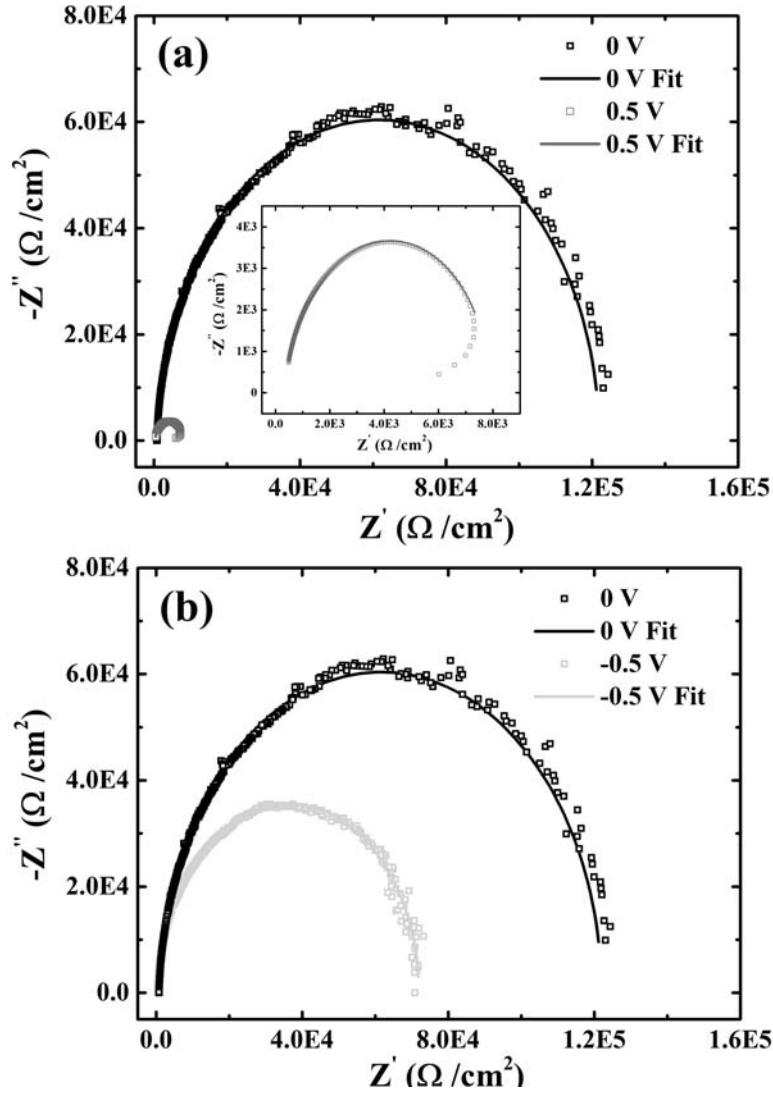 (a)
0 V
0 V Fit
0.5 V
0.5 V Fit
8.0E4
6.0E4
4.0E4
2.0E4
0.0
-Z'' (Ω /cm²)
4E3
3E3
2E3
1E3
0
-Z'' (Ω /cm²)
0.0 2.0E3 4.0E3 6.0E3 8.0E3
Z' (Ω /cm²)
0.0 4.0E4 8.0E4 1.2E5 1.6E5
Z' (Ω /cm²)
(b)
0 V
0 V Fit
-0.5 V
-0.5 V Fit
8.0E4
6.0E4
4.0E4
2.0E4
0.0
-Z'' (Ω /cm²)
0.0 4.0E4 8.0E4 1.2E5 1.6E5
Z' (Ω /cm²)